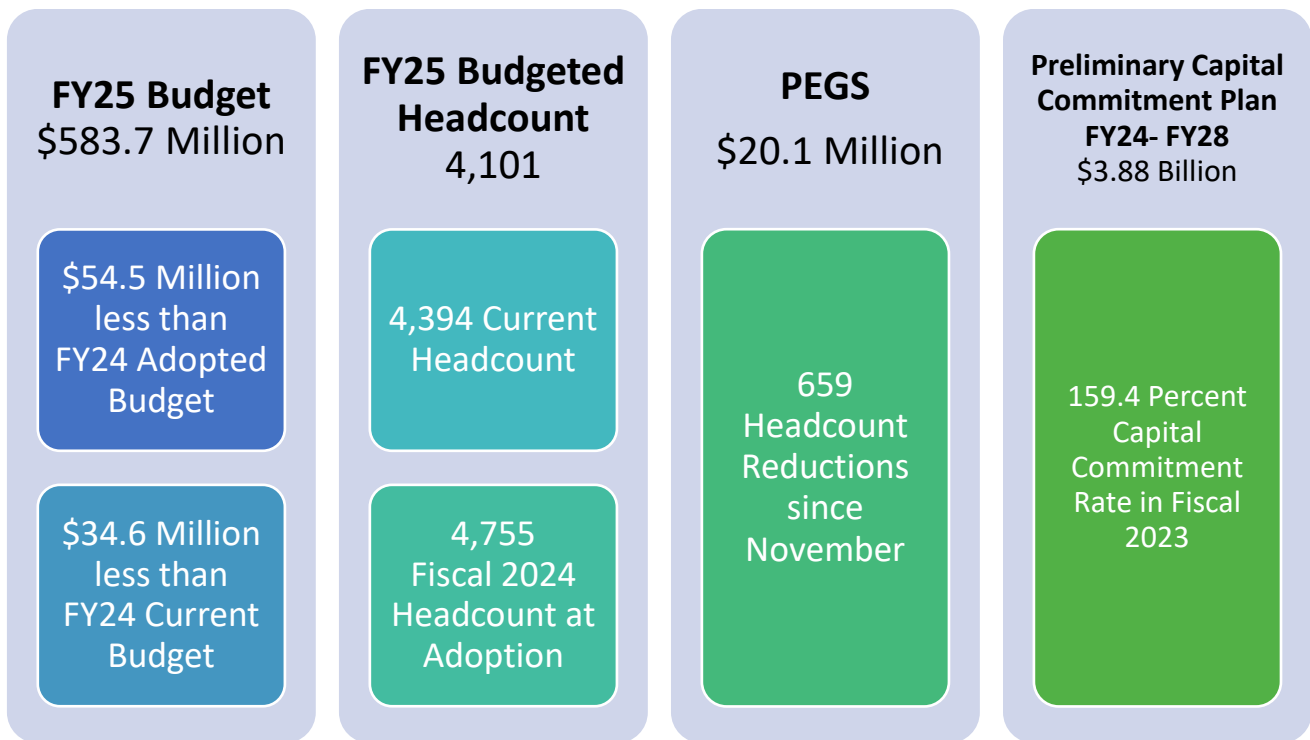 FY25 Budget
$583.7 Million
$54.5 Million
less than
FY24 Adopted
Budget
$34.6 Million
less than
FY24 Current
Budget
FY25 Budgeted
Headcount
4,101
4,394 Current
Headcount
4,755
Fiscal 2024
Headcount at
Adoption
PEGS
$20.1 Million
659
Headcount
Reductions
since
November
Preliminary Capital
Commitment Plan
FY24- FY28
$3.88 Billion
159.4 Percent
Capital
Commitment
Rate in Fiscal
2023